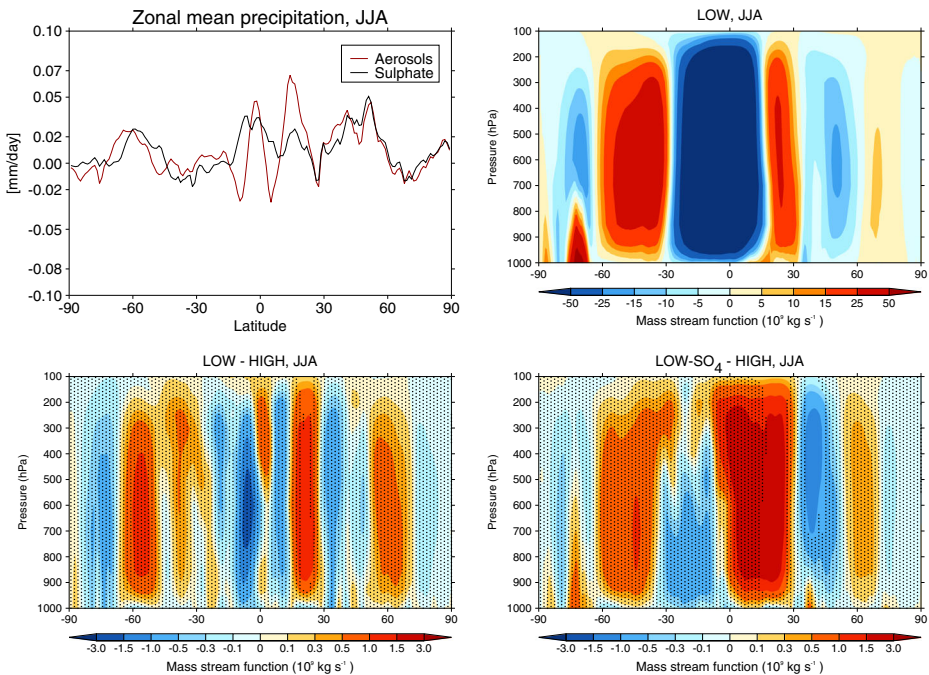 Zonal mean precipitation, JJA
[mm/day]
0.10
0.07
0.05
0.02
0.00
-0.02
-0.05
-0.08
-0.10
Aerosols
Sulphate
-90 -60 -30 0 30 60 90
Latitude
LOW, JJA
Pressure (hPa)
100
200
300
400
500
600
700
800
900
1000
-90 -60 -30 0 30 60 90
-50 -25 -15 -5 0 5 10 15 25 50
Mass stream function (10⁹ kg s⁻¹ )
LOW - HIGH, JJA
Pressure (hPa)
100
200
300
400
500
600
700
800
900
1000
-90 -60 -30 0 30 60 90
-3.0 -1.5 -1.0 -0.5 -0.3 -0.1 0 0.1 0.3 0.5 1.0 1.5 3.0
Mass stream function (10⁹ kg s⁻¹ )
LOW-SO₄ - HIGH, JJA
Pressure (hPa)
100
200
300
400
500
600
700
800
900
1000
-90 -60 -30 0 30 60 90
-3.0 -1.5 -1.0 -0.5 -0.3 -0.1 0 0.1 0.3 0.5 1.0 1.5 3.0
Mass stream function (10⁹ kg s⁻¹ )